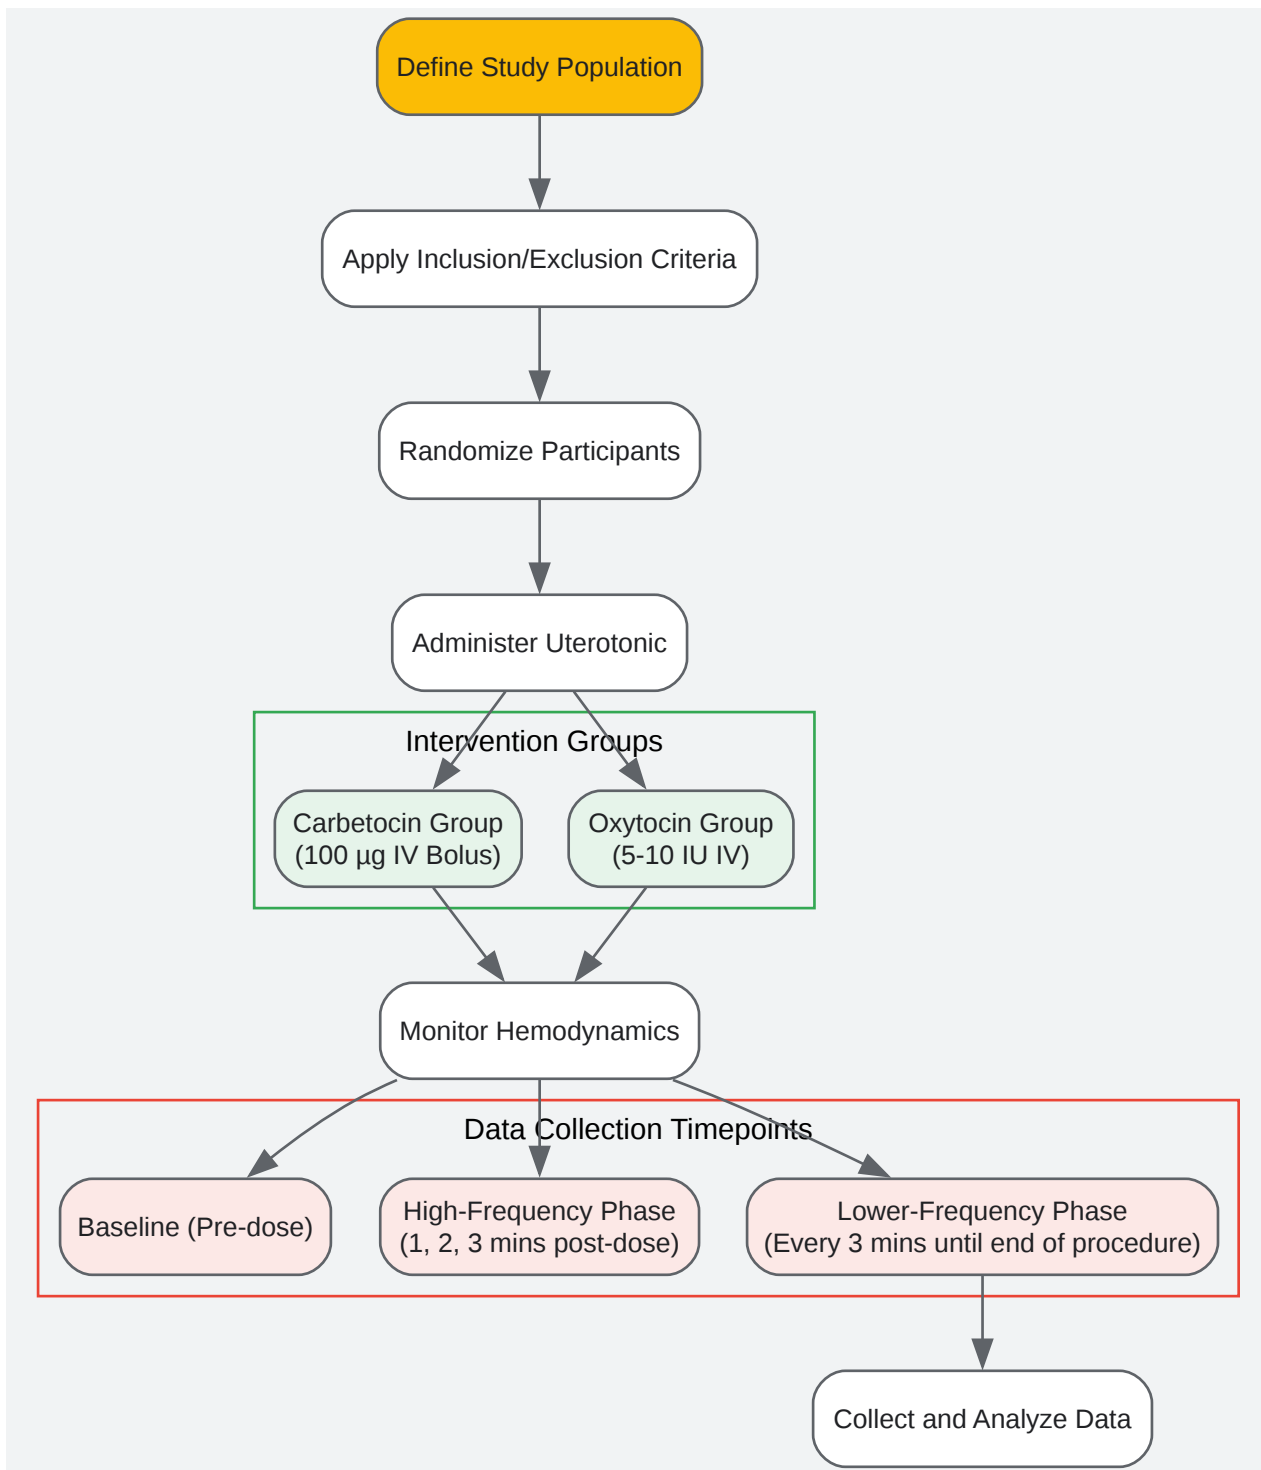 Define Study Population
Apply Inclusion/Exclusion Criteria
Randomize Participants
Administer Uterotonic
Intervention Groups
Carbetocin Group
(100 µg IV Bolus)
Oxytocin Group
(5-10 IU IV)
Monitor Hemodynamics
Data Collection Timepoints
Baseline (Pre-dose)
High-Frequency Phase
(1, 2, 3 mins post-dose)
Lower-Frequency Phase
(Every 3 mins until end of procedure)
Collect and Analyze Data